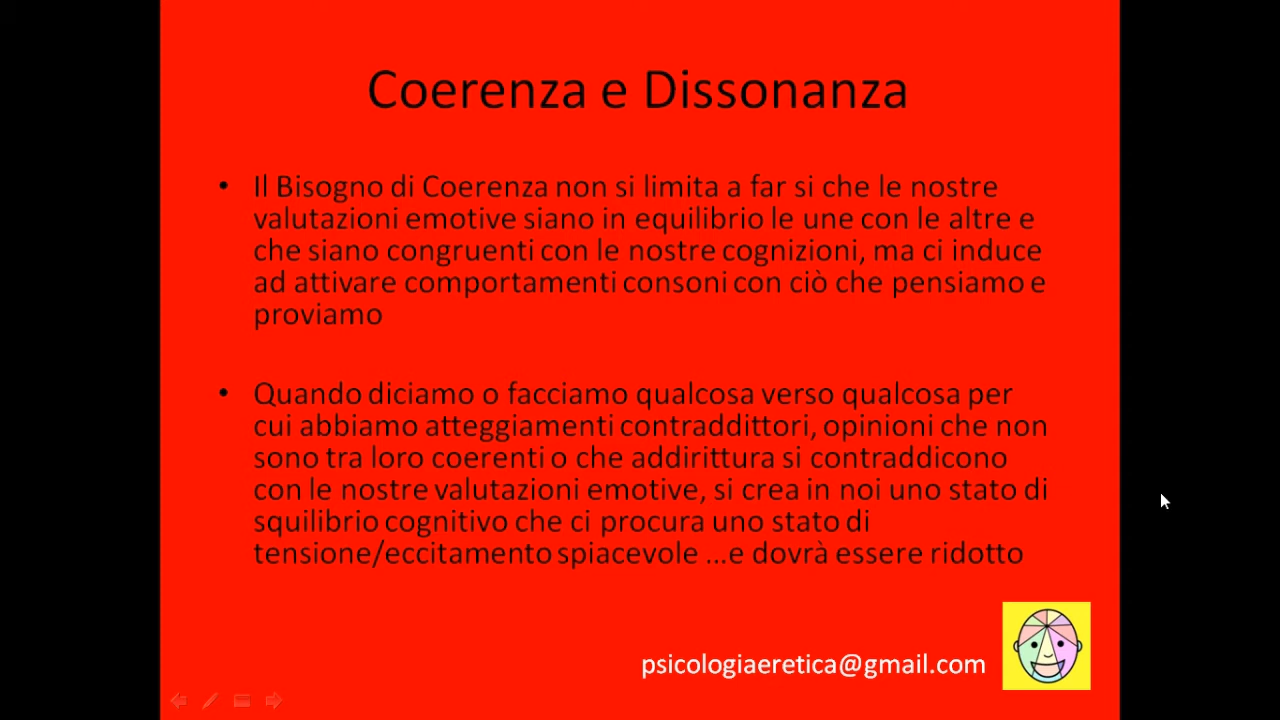 Coerenza e Dissonanza
• Il Bisogno di Coerenza non si limita a far si che le nostre
valutazioni emotive siano in equilibrio le une con le altre e
che siano congruenti con le nostre cognizioni, ma ci induce
ad attivare comportamenti consoni con ciò che pensiamo e
proviamo
• Quando diciamo o facciamo qualcosa verso qualcosa per
cui abbiamo atteggiamenti contraddittori, opinioni che non
sono tra loro coerenti o che addirittura si contraddicono
con le nostre valutazioni emotive, si crea in noi uno stato di
squilibrio cognitivo che ci procura uno stato di
tensione/eccitamento spiacevole ...e dovrà essere ridotto
psicologiaeretica@gmail.com